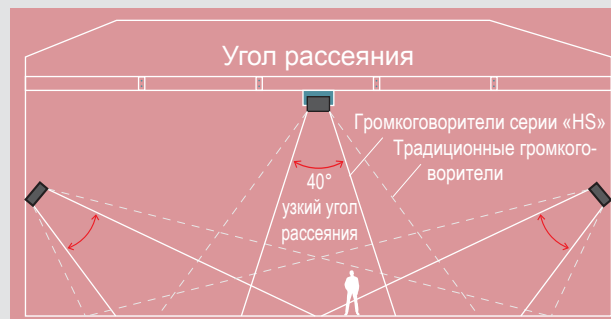 Угол рассеяния
Громкоговорители серии «HS»
Традиционные громкого-
ворители
40°
узкий угол
рассеяния